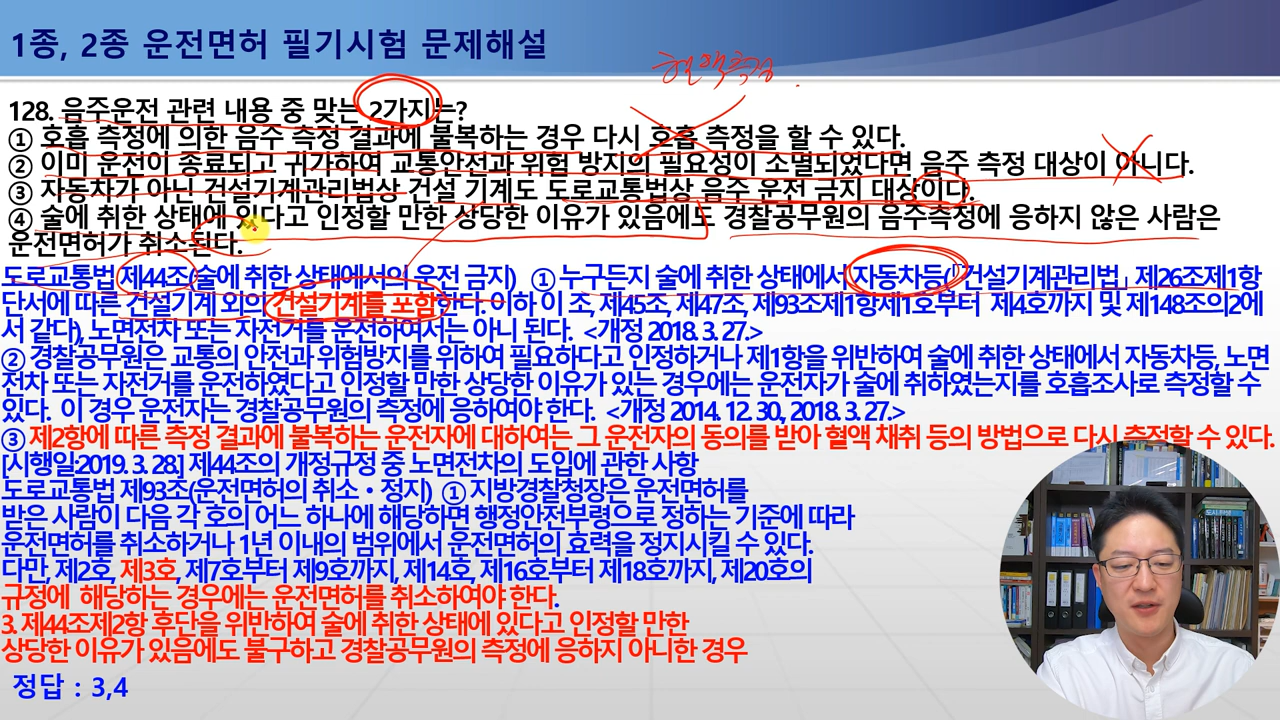 1종, 2종 운전면허 필기시험 문제해설
혈액측정
128. 음주운전 관련 내용 중 맞는 2가지는?
① 호흡 측정에 의한 음주 측정 결과에 불복하는 경우 다시 호흡 측정을 할 수 있다.
② 이미 운전이 종료되고 귀가하여 교통안전과 위험 방지의 필요성이 소멸되었다면 음주 측정 대상이 아니다.
③ 자동차가 아닌 건설기계관리법상 건설 기계도 도로교통법상 음주 운전 금지 대상이다.
④ 술에 취한 상태에 있다고 인정할 만한 상당한 이유가 있음에도 경찰공무원의 음주측정에 응하지 않은 사람은
운전면허가 취소된다.
도로교통법 제44조(술에 취한 상태에서의 운전 금지) ① 누구든지 술에 취한 상태에서 자동차등(「건설기계관리법」 제26조제1항
단서에 따른 건설기계 외의 건설기계를 포함한다. 이하 이 조, 제45조, 제47조, 제93조제1항제1호부터 제4호까지 및 제148조의2에
서 같다), 노면전차 또는 자전거를 운전하여서는 아니 된다. <개정 2018. 3. 27.>
② 경찰공무원은 교통의 안전과 위험방지를 위하여 필요하다고 인정하거나 제1항을 위반하여 술에 취한 상태에서 자동차등, 노면
전차 또는 자전거를 운전하였다고 인정할 만한 상당한 이유가 있는 경우에는 운전자가 술에 취하였는지를 호흡조사로 측정할 수
있다. 이 경우 운전자는 경찰공무원의 측정에 응하여야 한다. <개정 2014. 12. 30, 2018. 3. 27.>
③ 제2항에 따른 측정 결과에 불복하는 운전자에 대하여는 그 운전자의 동의를 받아 혈액 채취 등의 방법으로 다시 측정할 수 있다.
[시행일:2019. 3. 28.] 제44조의 개정규정 중 노면전차의 도입에 관한 사항
도로교통법 제93조(운전면허의 취소・정지) ① 지방경찰청장은 운전면허를
받은 사람이 다음 각 호의 어느 하나에 해당하면 행정안전부령으로 정하는 기준에 따라
운전면허를 취소하거나 1년 이내의 범위에서 운전면허의 효력을 정지시킬 수 있다.
다만, 제2호, 제3호, 제7호부터 제9호까지, 제14호, 제16호부터 제18호까지, 제20호의
규정에 해당하는 경우에는 운전면허를 취소하여야 한다.
3. 제44조제2항 후단을 위반하여 술에 취한 상태에 있다고 인정할 만한
상당한 이유가 있음에도 불구하고 경찰공무원의 측정에 응하지 아니한 경우
정답 : 3,4